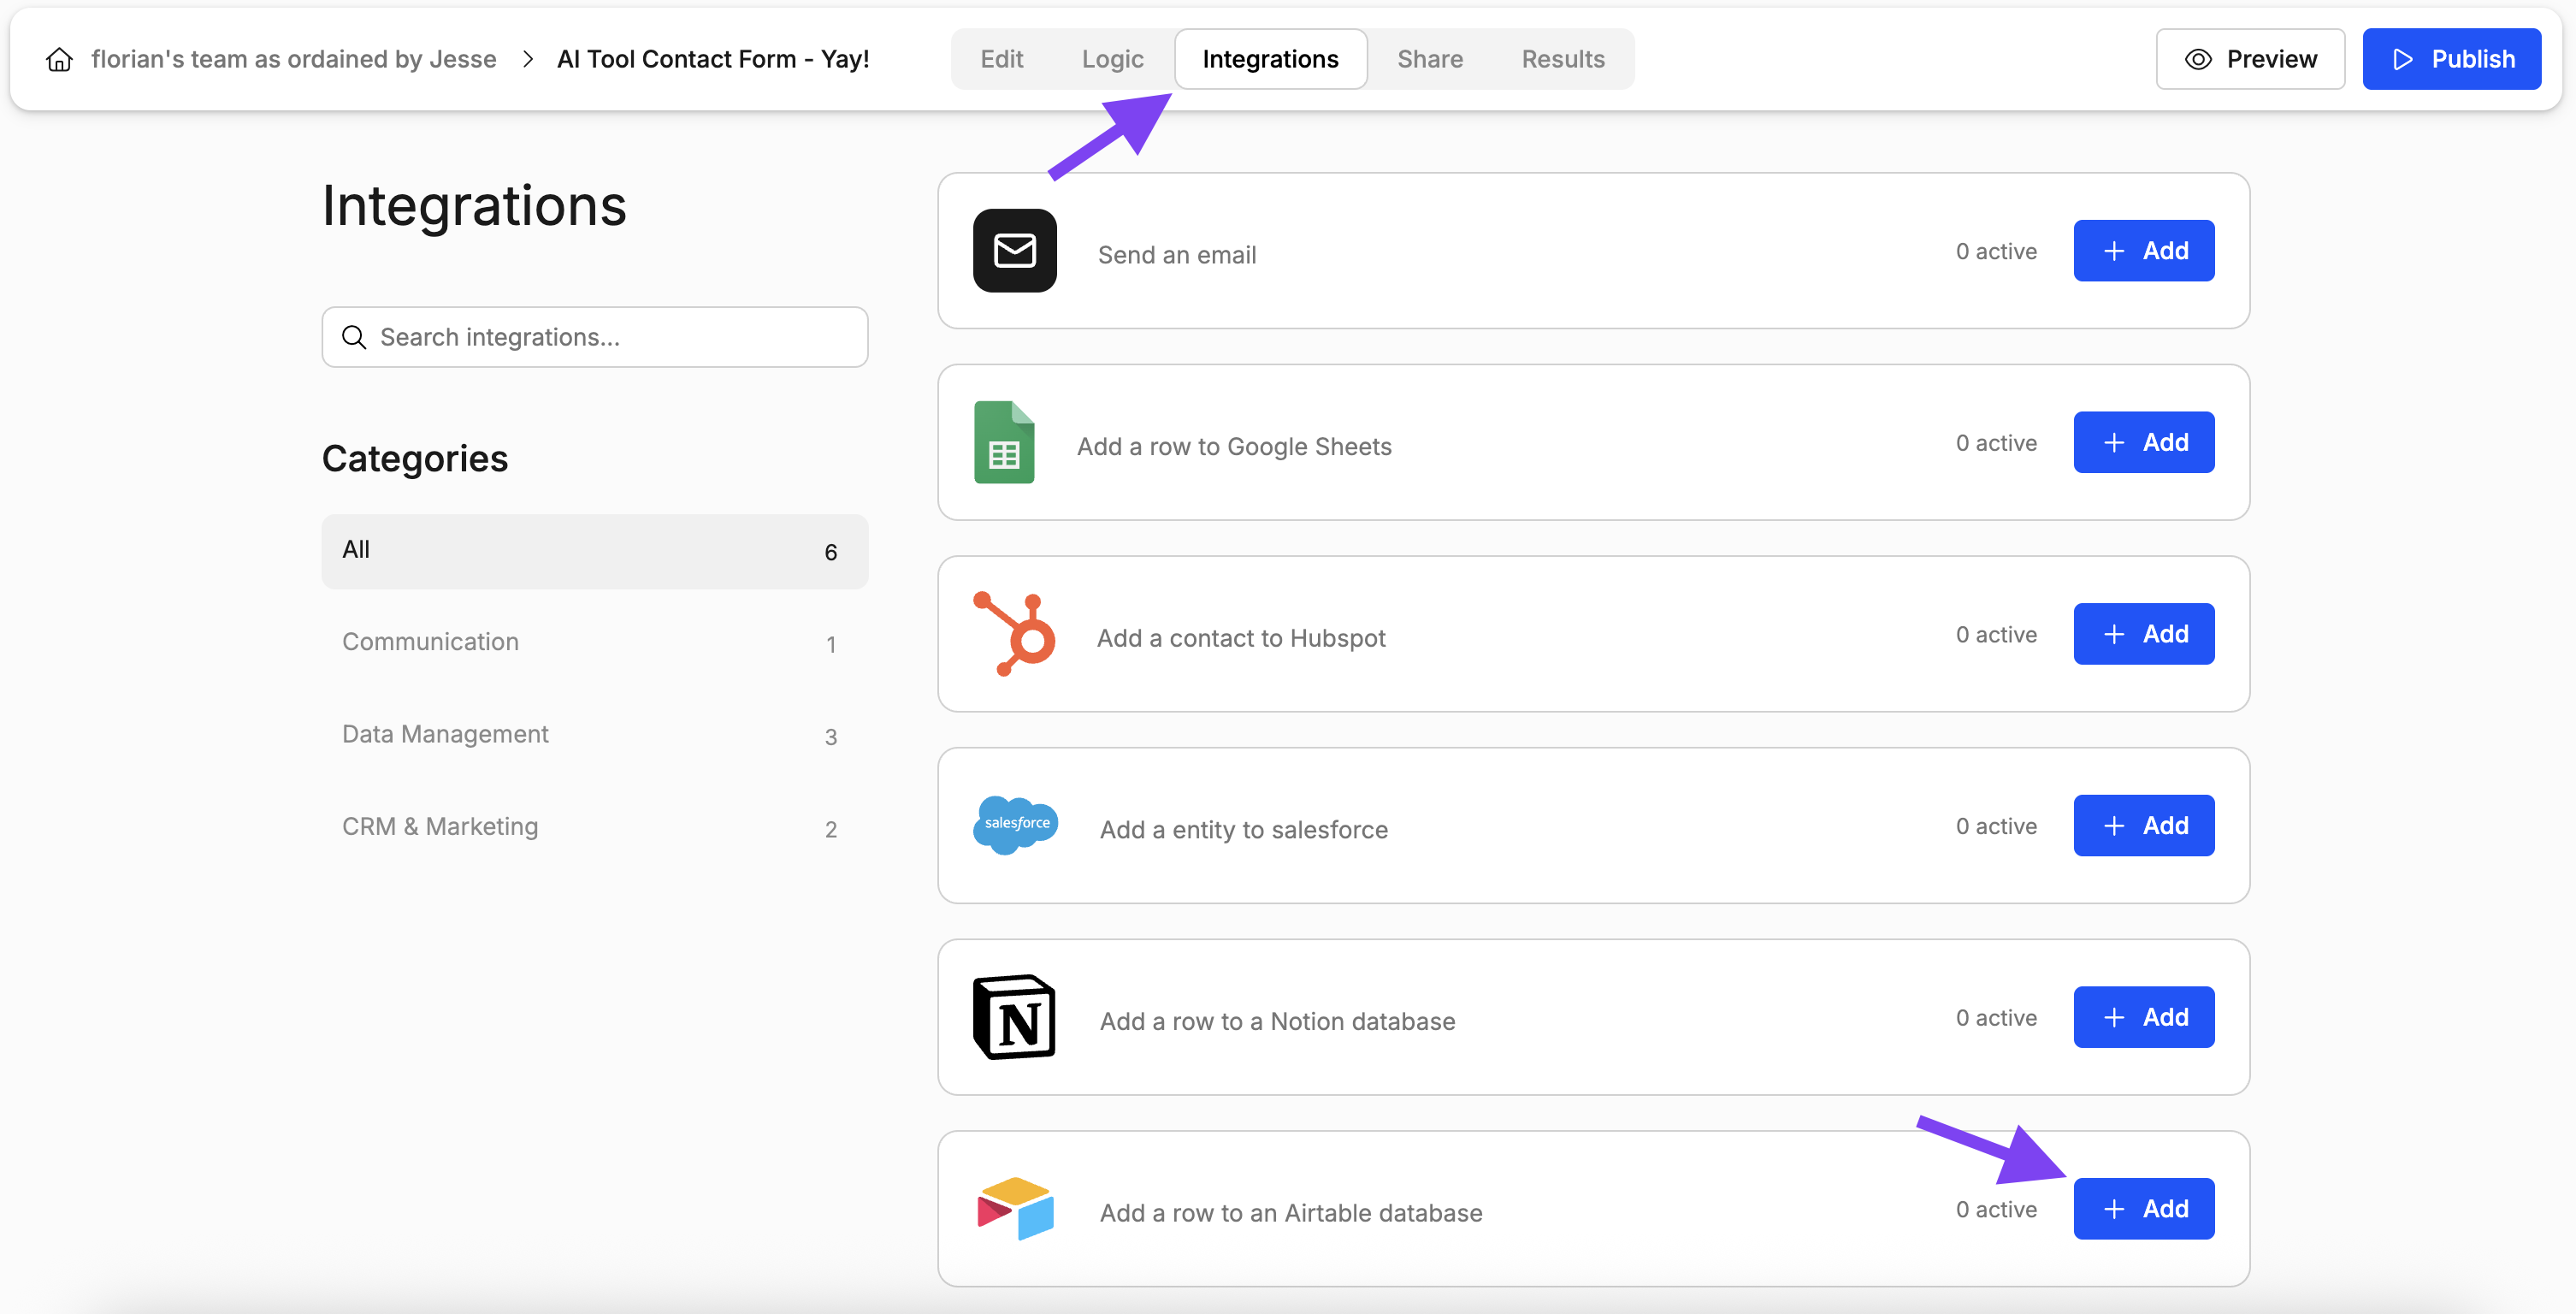 florian's team as ordained by Jesse > AI Tool Contact Form - Yay!
Edit Logic Integrations Share Results
Preview Publish
Integrations
Search integrations...
Categories
All 6
Communication 1
Data Management 3
CRM & Marketing 2
Send an email 0 active + Add
Add a row to Google Sheets 0 active + Add
Add a contact to Hubspot 0 active + Add
salesforce
Add a entity to salesforce 0 active + Add
N
Add a row to a Notion database 0 active + Add
Add a row to an Airtable database 0 active + Add